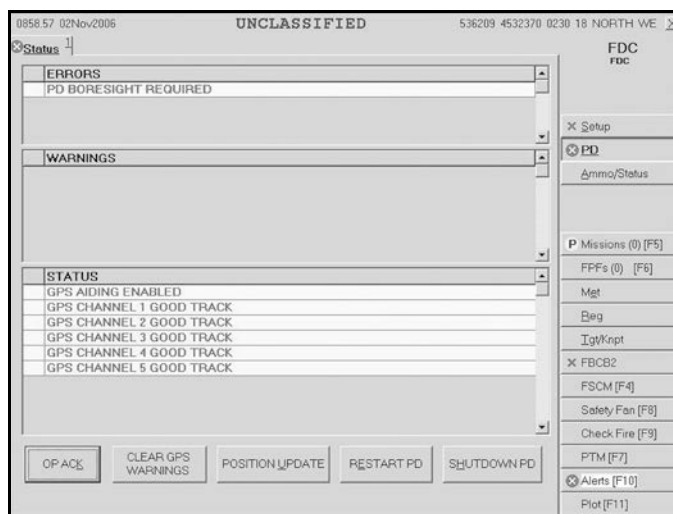 0858.57 02Nov2006 UNCLASSIFIED 536209 4532370 0230 18 NORTH WE X
Status 1
FDC
FDC
ERRORS
PD BORESIGHT REQUIRED
WARNINGS
STATUS
GPS AIDING ENABLED
GPS CHANNEL 1 GOOD TRACK
GPS CHANNEL 2 GOOD TRACK
GPS CHANNEL 3 GOOD TRACK
GPS CHANNEL 4 GOOD TRACK
GPS CHANNEL 5 GOOD TRACK
OP ACK
CLEAR GPS
WARNINGS
POSITION UPDATE
RESTART PD
SHUTDOWN PD
Setup
PD
Ammo/Status
P Missions (0) [F5]
FPFs (0) [F6]
Met
Reg
Tgt/Knpt
FBCB2
FSCM [F4]
Safety Fan [F8]
Check Fire [F9]
PTM [F7]
Alerts [F10]
Plot [F11]